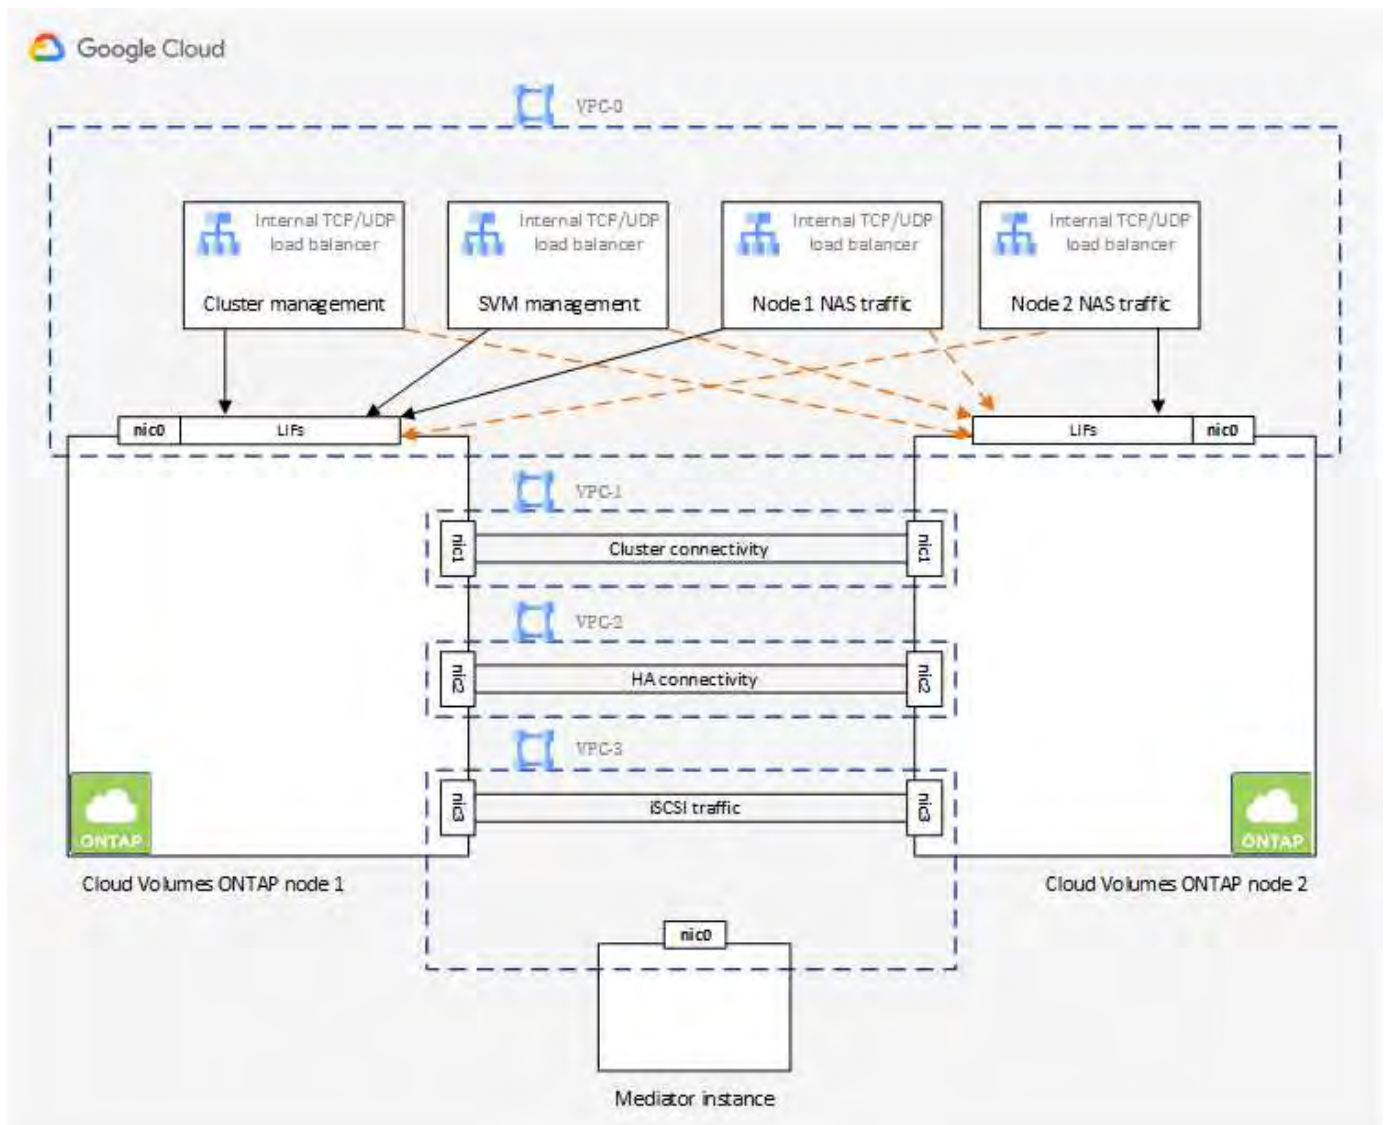 Google Cloud
VPC-0
Internal TCP/UDP
load balancer
Cluster management
Internal TCP/UDP
load balancer
SVM management
Internal TCP/UDP
load balancer
Node 1 NAS traffic
Internal TCP/UDP
load balancer
Node 2 NAS traffic
nic0
LIFs
LIFs
nic0
VPC-1
nic1
Cluster connectivity
nic1
VPC-2
nic2
HA connectivity
nic2
VPC-3
nic3
iSCSI traffic
nic3
ONTAP
ONTAP
Cloud Volumes ONTAP node 1
Cloud Volumes ONTAP node 2
nic0
Mediator instance